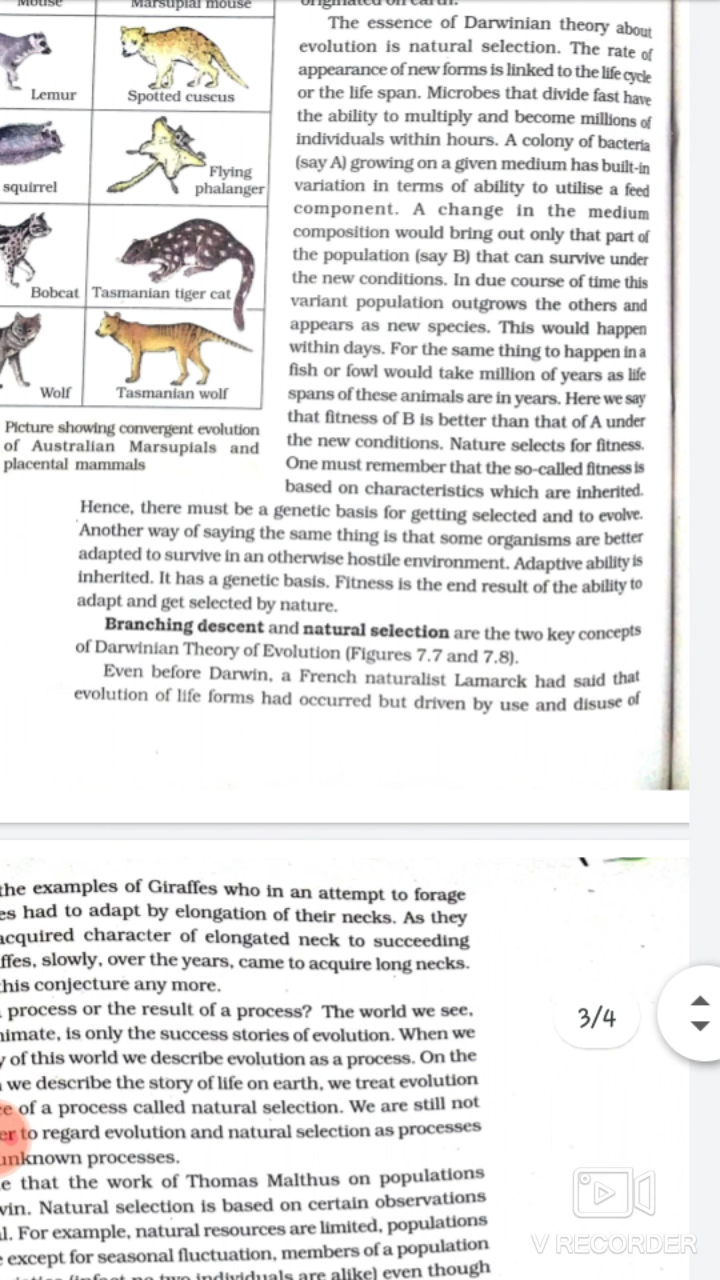 Mouse
Marsupial mouse
Lemur
Spotted cuscus
squirrel
Flying
phalanger
Bobcat
Tasmanian tiger cat
Wolf
Tasmanian wolf
Picture showing convergent evolution
of Australian Marsupials and
placental mammals
originated on earth.
The essence of Darwinian theory about
evolution is natural selection. The rate of
appearance of new forms is linked to the life cycle
or the life span. Microbes that divide fast have
the ability to multiply and become millions of
individuals within hours. A colony of bacteria
(say A) growing on a given medium has built-in
variation in terms of ability to utilise a feed
component. A change in the medium
composition would bring out only that part of
the population (say B) that can survive under
the new conditions. In due course of time this
variant population outgrows the others and
appears as new species. This would happen
within days. For the same thing to happen in a
fish or fowl would take million of years as life
spans of these animals are in years. Here we say
that fitness of B is better than that of A under
the new conditions. Nature selects for fitness.
One must remember that the so-called fitness is
based on characteristics which are inherited.
Hence, there must be a genetic basis for getting selected and to evolve.
Another way of saying the same thing is that some organisms are better
adapted to survive in an otherwise hostile environment. Adaptive ability is
inherited. It has a genetic basis. Fitness is the end result of the ability to
adapt and get selected by nature.
Branching descent and natural selection are the two key concepts
of Darwinian Theory of Evolution (Figures 7.7 and 7.8).
Even before Darwin, a French naturalist Lamarck had said that
evolution of life forms had occurred but driven by use and disuse of
the examples of Giraffes who in an attempt to forage
es had to adapt by elongation of their necks. As they
acquired character of elongated neck to succeeding
ffes, slowly, over the years, came to acquire long necks.
this conjecture any more.
process or the result of a process? The world we see,
nimate, is only the success stories of evolution. When we
y of this world we describe evolution as a process. On the
we describe the story of life on earth, we treat evolution
ce of a process called natural selection. We are still not
er to regard evolution and natural selection as processes
unknown processes.
e that the work of Thomas Malthus on populations
win. Natural selection is based on certain observations
al. For example, natural resources are limited, populations
except for seasonal fluctuation, members of a population
(infact no two individuals are alike) even though
3/4
V RECORDER